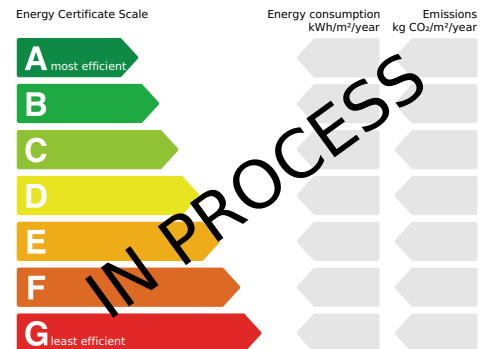 Energy Certificate Scale
Energy consumption
kWh/m²/year
Emissions
kg CO₂/m²/year
A most efficient
B
C
D
E
F
G least efficient
IN PROCESS